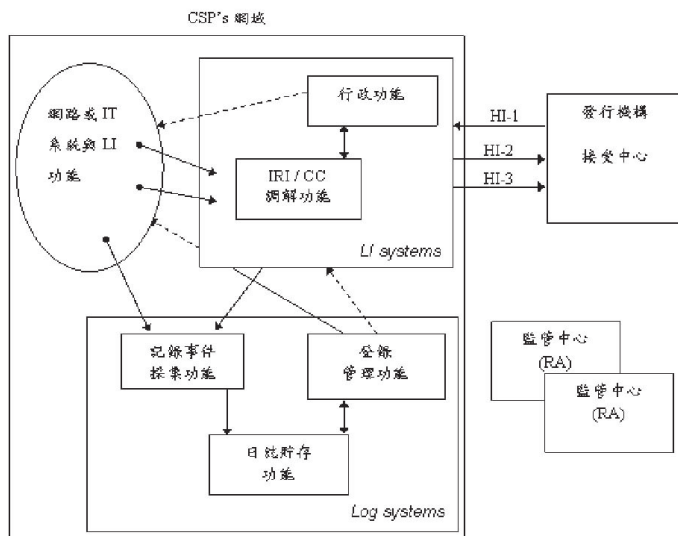 CSP's 網域
網路或IT
系統與LI
功能
行政功能
IRI / CC
調解功能
LI systems
HI-1
HI-2
HI-3
發行機構
接受中心
記錄事件
採集功能
登錄
管理功能
日誌貯存
功能
Log systems
監管中心
(RA)
監管中心
(RA)